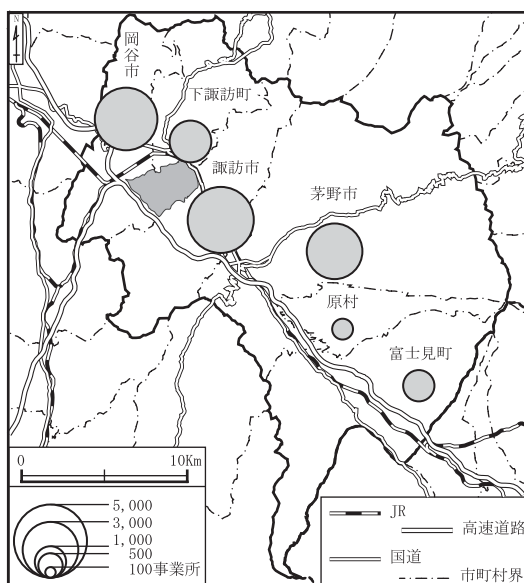 N
岡谷市
下諏訪町
諏訪市
茅野市
原村
富士見町
0 10Km
5,000
3,000
1,000
500
100事業所
JR
高速道路
国道
市町村界